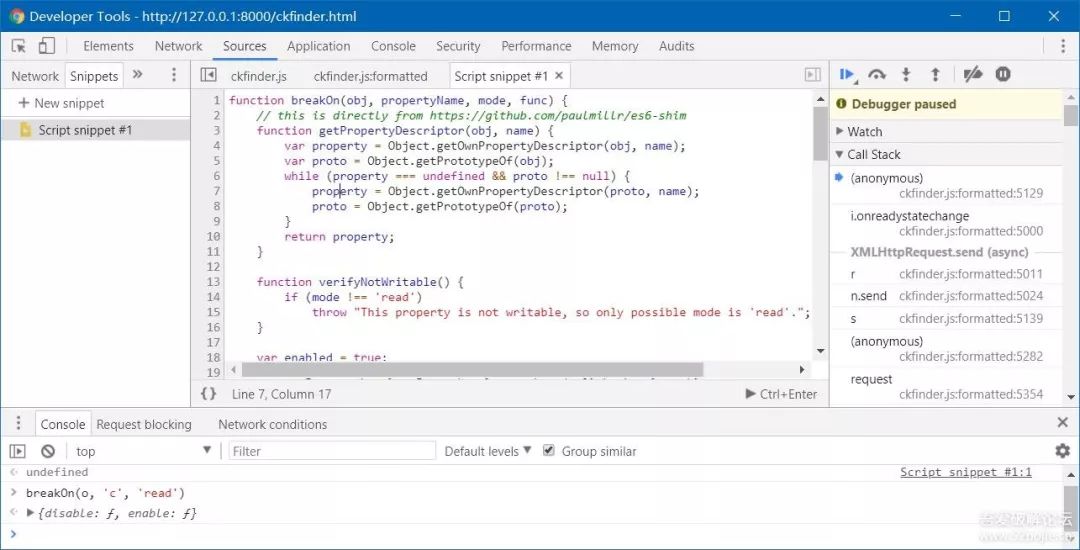 Developer Tools - http://127.0.0.1:8000/ckfinder.html
Elements Network Sources Application Console Security Performance Memory Audits
Network Snippets »
+ New snippet
Script snippet #1
ckfinder.js ckfinder.js:formatted Script snippet #1 ×
1 function breakOn(obj, propertyName, mode, func) {
2 // this is directly from https://github.com/paulmillr/es6-shim
3 function getPropertyDescriptor(obj, name) {
4 var property = Object.getOwnPropertyDescriptor(obj, name);
5 var proto = Object.getPrototypeOf(obj);
6 while (property === undefined && proto !== null) {
7 property = Object.getOwnPropertyDescriptor(proto, name);
8 proto = Object.getPrototypeOf(proto);
9 }
10 return property;
11 }
12
13 function verifyNotWritable() {
14 if (mode !== 'read')
15 throw "This property is not writable, so only possible mode is 'read'.";
16 }
17
18 var enabled = true;
19
{} Line 7, Column 17
Ctrl+Enter
Debugger paused
Watch
Call Stack
(anonymous)
ckfinder.js:formatted:5129
i.onreadystatechange
ckfinder.js:formatted:5000
XMLHttpRequest.send (async)
r ckfinder.js:formatted:5011
n.send ckfinder.js:formatted:5024
s ckfinder.js:formatted:5139
(anonymous)
ckfinder.js:formatted:5282
request
ckfinder.js:formatted:5354
Console Request blocking Network conditions
top Filter Default levels Group similar
undefined Script snippet #1:1
breakOn(o, 'c', 'read')
{disable: ƒ, enable: ƒ}
吾爱破解论坛
www.52pojie.cn